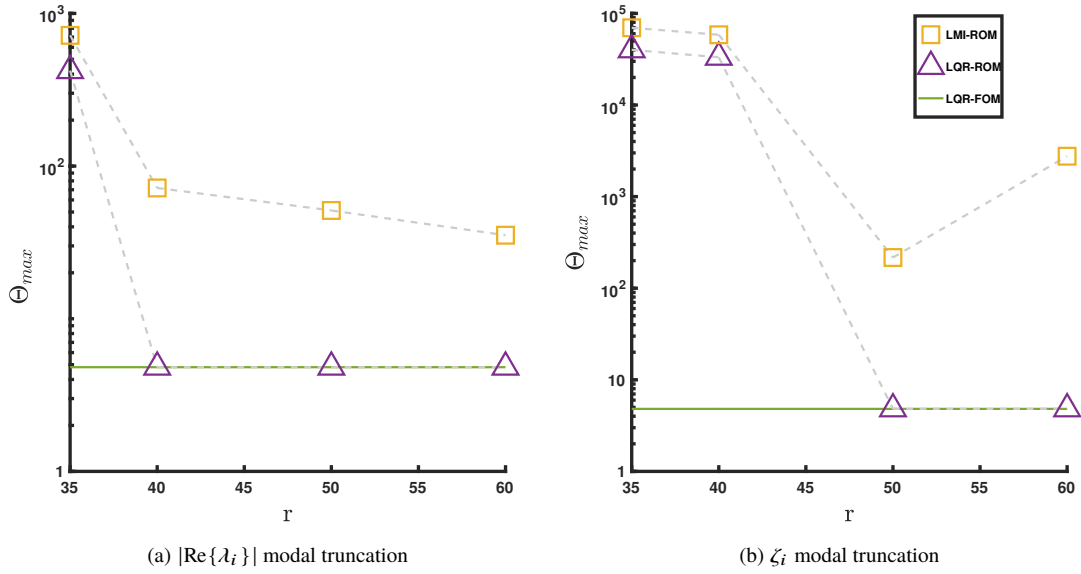 10³
10²
1
Θmax
35
40
45
50
55
60
r
(a) |Re{λᵢ}| modal truncation
10⁵
10⁴
10³
10²
10
1
Θmax
35
40
45
50
55
60
r
LMI-ROM
LQR-ROM
LQR-FOM
(b) ζᵢ modal truncation